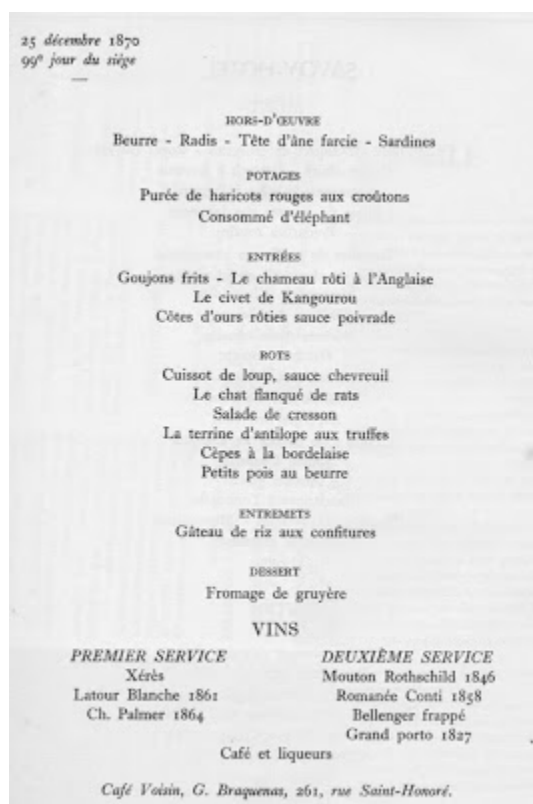 25 décembre 1870
99e jour du siège
HORS-D'ŒUVRE
Beurre - Radis - Tête d'âne farcie - Sardines
POTAGES
Purée de haricots rouges aux croûtons
Consommé d'éléphant
ENTRÉES
Goujons frits - Le chameau rôti à l'Anglaise
Le civet de Kangourou
Côtes d'ours rôties sauce poivrade
ROTS
Cuissot de loup, sauce chevreuil
Le chat flanqué de rats
Salade de cresson
La terrine d'antilope aux truffes
Cèpes à la bordelaise
Petits pois au beurre
ENTREMETS
Gâteau de riz aux confitures
DESSERT
Fromage de gruyère
VINS
PREMIER SERVICE
Xérès
Latour Blanche 1861
Ch. Palmer 1864
DEUXIÈME SERVICE
Mouton Rothschild 1846
Romanée Conti 1858
Bellenger frappé
Grand porto 1827
Café et liqueurs
Café Voisin, G. Braquenas, 261, rue Saint-Honoré.